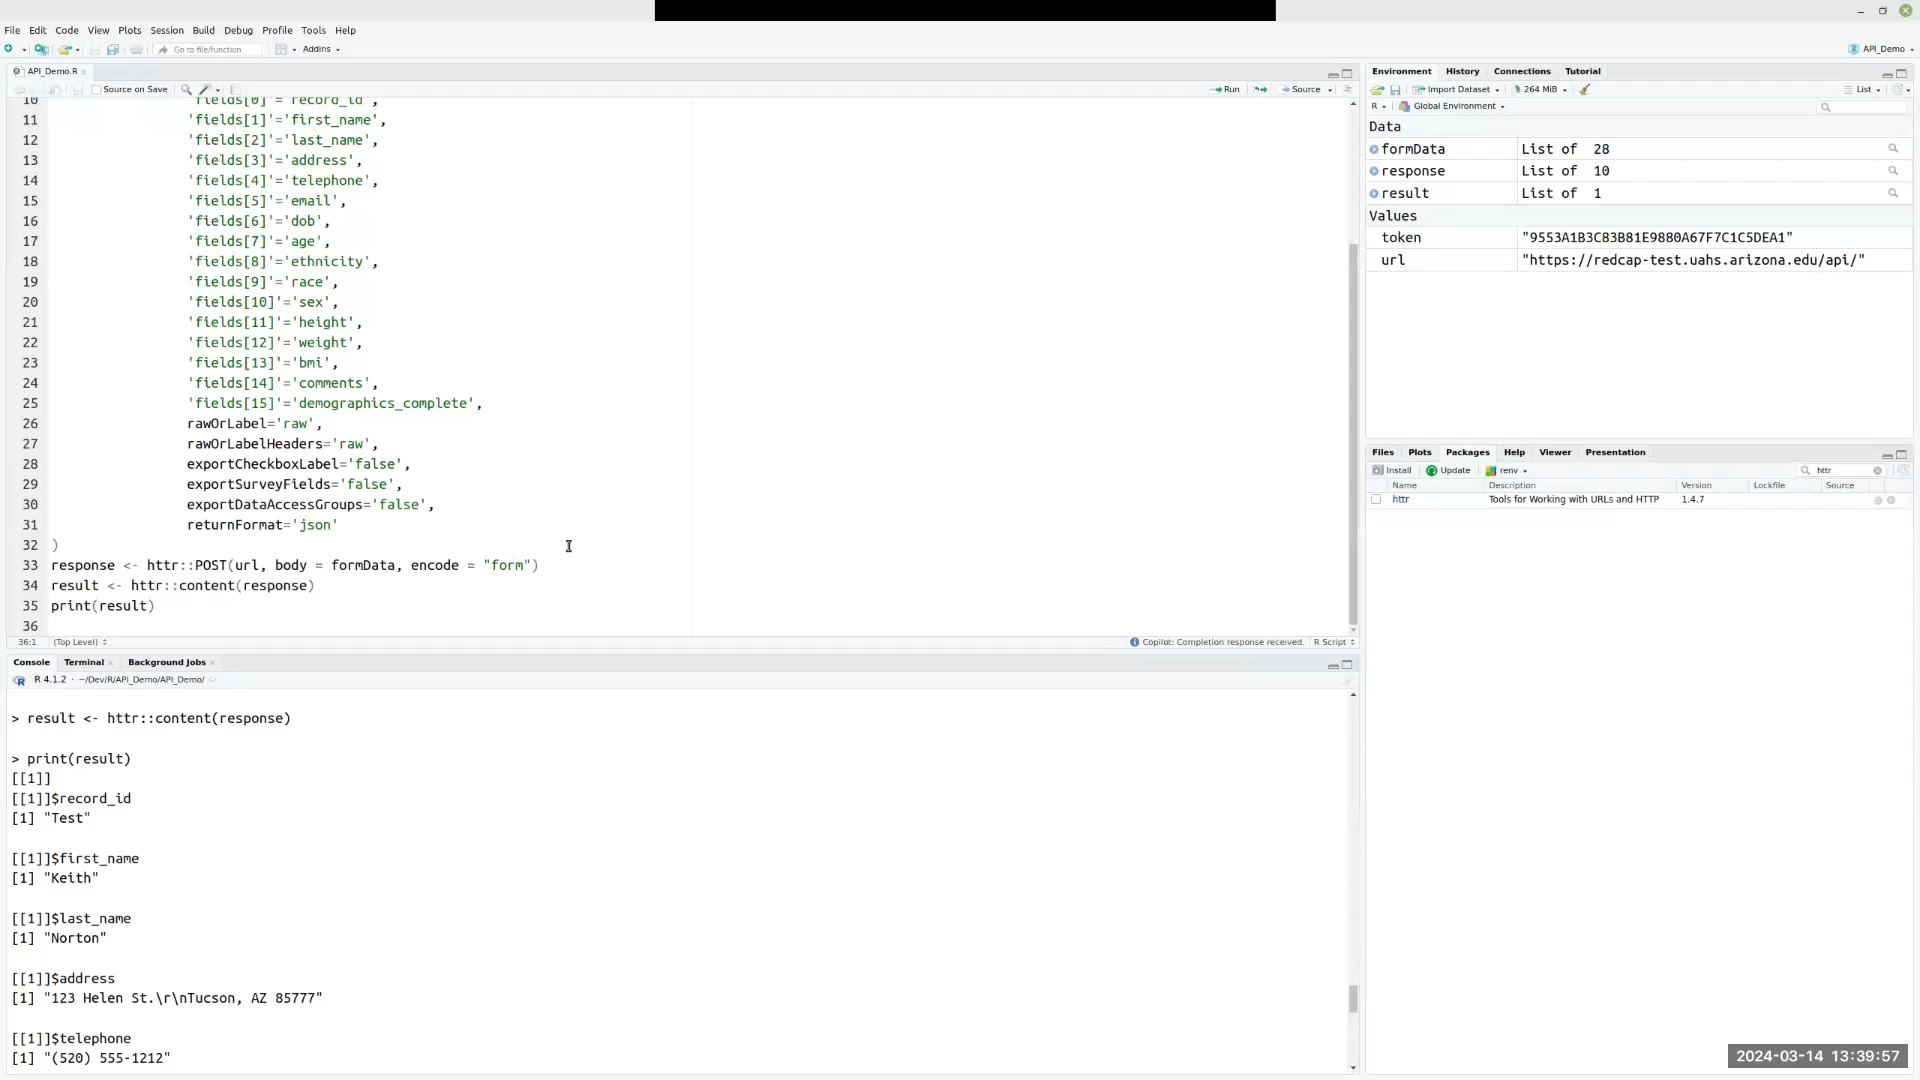 File Edit Code View Plots Session Build Debug Profile Tools Help
Go to file/function Addins API_Demo
API_Demo.R
Source on Save Run Source
10 'fields[0]'='record_id',
11 'fields[1]'='first_name',
12 'fields[2]'='last_name',
13 'fields[3]'='address',
14 'fields[4]'='telephone',
15 'fields[5]'='email',
16 'fields[6]'='dob',
17 'fields[7]'='age',
18 'fields[8]'='ethnicity',
19 'fields[9]'='race',
20 'fields[10]'='sex',
21 'fields[11]'='height',
22 'fields[12]'='weight',
23 'fields[13]'='bmi',
24 'fields[14]'='comments',
25 'fields[15]'='demographics_complete',
26 rawOrLabel='raw',
27 rawOrLabelHeaders='raw',
28 exportCheckboxLabel='false',
29 exportSurveyFields='false',
30 exportDataAccessGroups='false',
31 returnFormat='json'
32 )
33 response <- httr::POST(url, body = formData, encode = "form")
34 result <- httr::content(response)
35 print(result)
36
36:1 (Top Level) Copilot: Completion response received. R Script
Console Terminal Background Jobs
R 4.1.2 · ~/Dev/R/API_Demo/API_Demo/
> result <- httr::content(response)
> print(result)
[[1]]
[[1]]$record_id
[1] "Test"
[[1]]$first_name
[1] "Keith"
[[1]]$last_name
[1] "Norton"
[[1]]$address
[1] "123 Helen St.\r\nTucson, AZ 85777"
[[1]]$telephone
[1] "(520) 555-1212"
Environment History Connections Tutorial
Import Dataset 264 MiB List
R Global Environment
Data
formData List of 28
response List of 10
result List of 1
Values
token "9553A1B3C83B81E9880A67F7C1C5DEA1"
url "https://redcap-test.uahs.arizona.edu/api/"
Files Plots Packages Help Viewer Presentation
Install Update renv httr
Name Description Version Lockfile Source
httr Tools for Working with URLs and HTTP 1.4.7
2024-03-14 13:39:57